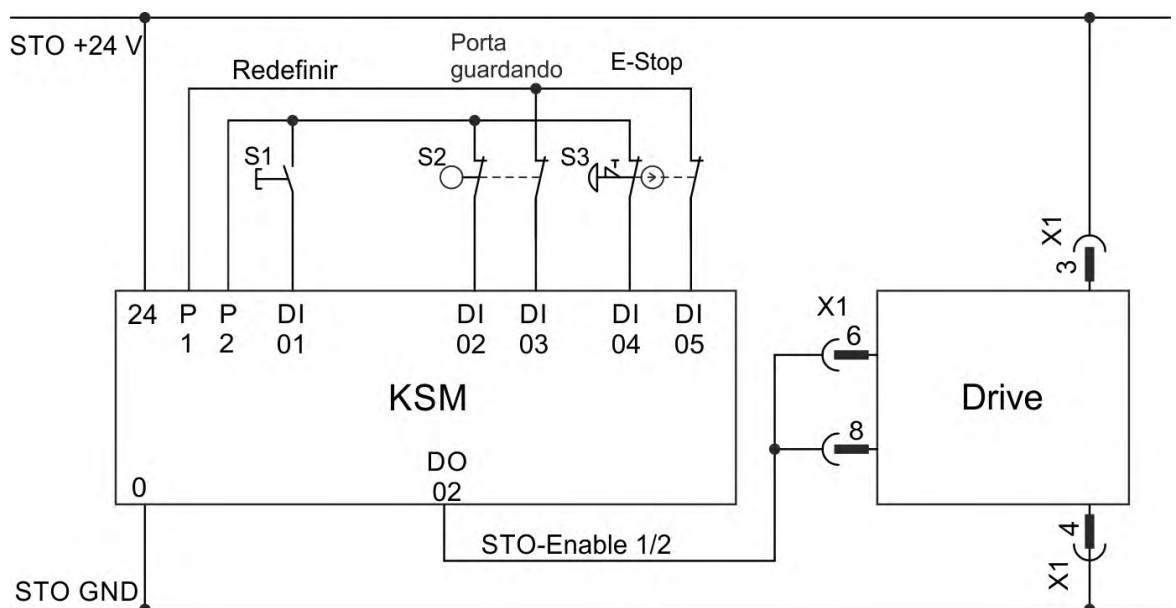 STO +24 V
Redefinir
Porta
guardando
E-Stop
S1
S2
S3
X1
3
24 P P DI DI DI DI DI
1 2 01 02 03 04 05
X1
6
8
KSM
Drive
DO
02
0
4
X1
STO-Enable 1/2
STO GND